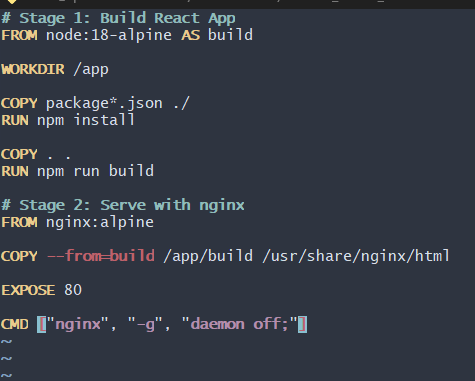 # Stage 1: Build React App
FROM node:18-alpine AS build
WORKDIR /app
COPY package*.json ./
RUN npm install
COPY . .
RUN npm run build
# Stage 2: Serve with nginx
FROM nginx:alpine
COPY --from=build /app/build /usr/share/nginx/html
EXPOSE 80
CMD ["nginx", "-g", "daemon off;"]
~
~
~